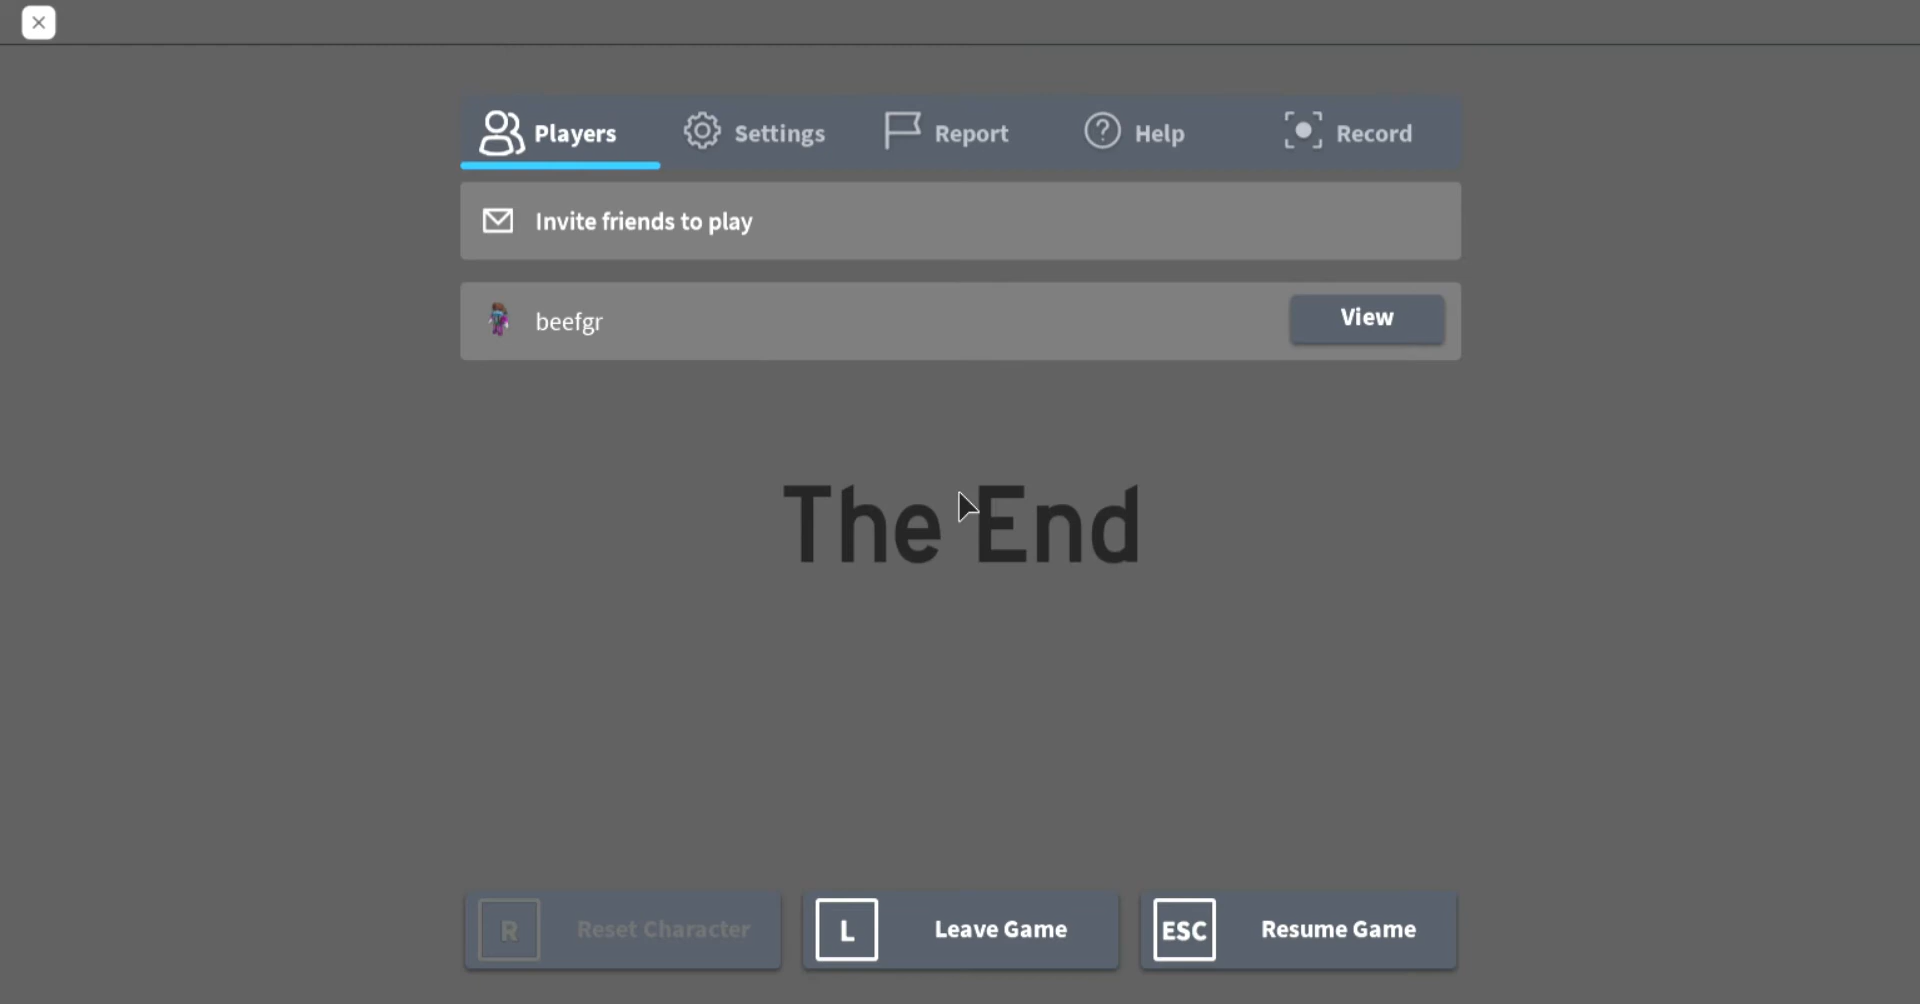 Players Settings Report Help Record
Invite friends to play
beefgr View
The End
R Reset Character L Leave Game ESC Resume Game